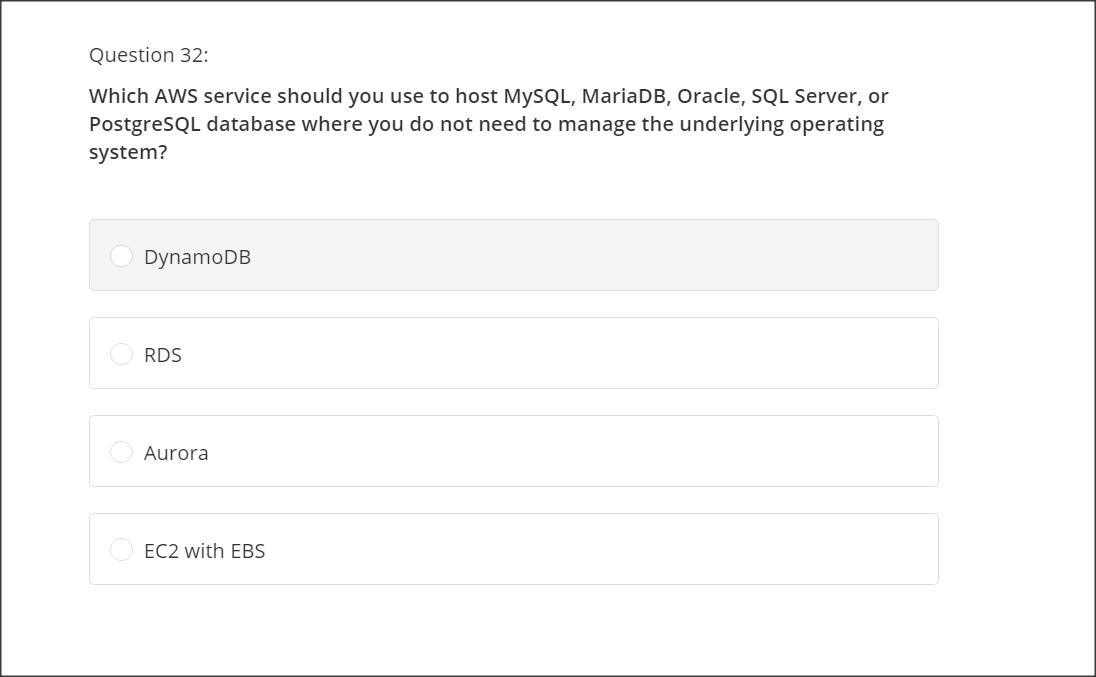 Question 32:
Which AWS service should you use to host MySQL, MariaDB, Oracle, SQL Server, or
PostgreSQL database where you do not need to manage the underlying operating
system?
DynamoDB
RDS
Aurora
EC2 with EBS